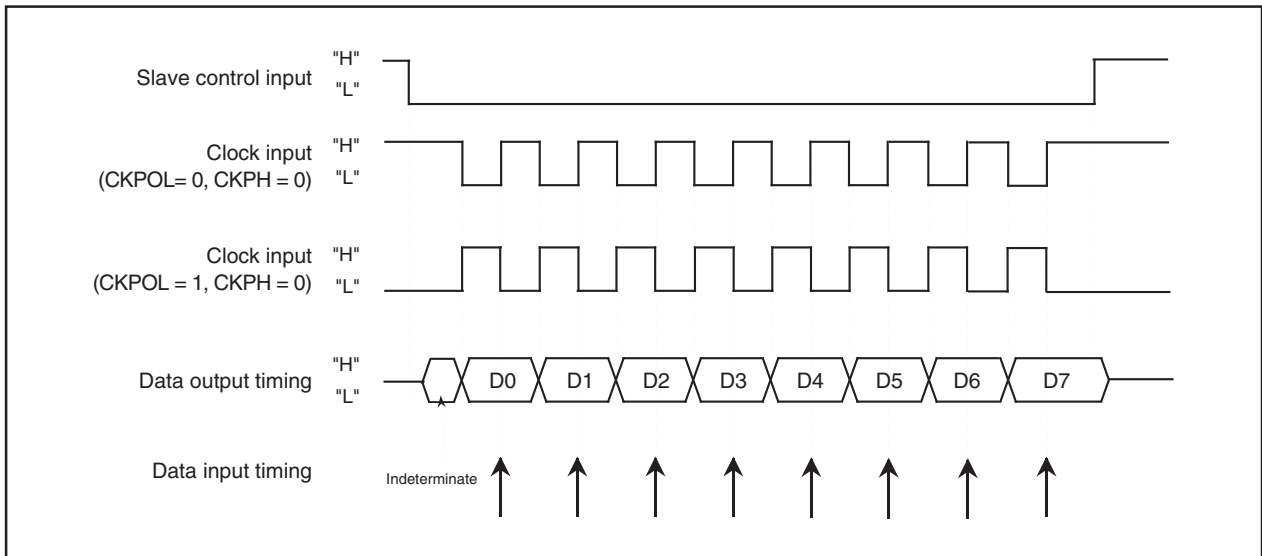 Slave control input
"H"
"L"
Clock input
(CKPOL= 0, CKPH = 0)
"H"
"L"
Clock input
(CKPOL = 1, CKPH = 0)
"H"
"L"
Data output timing
"H"
"L"
D0 D1 D2 D3 D4 D5 D6 D7
Data input timing
Indeterminate